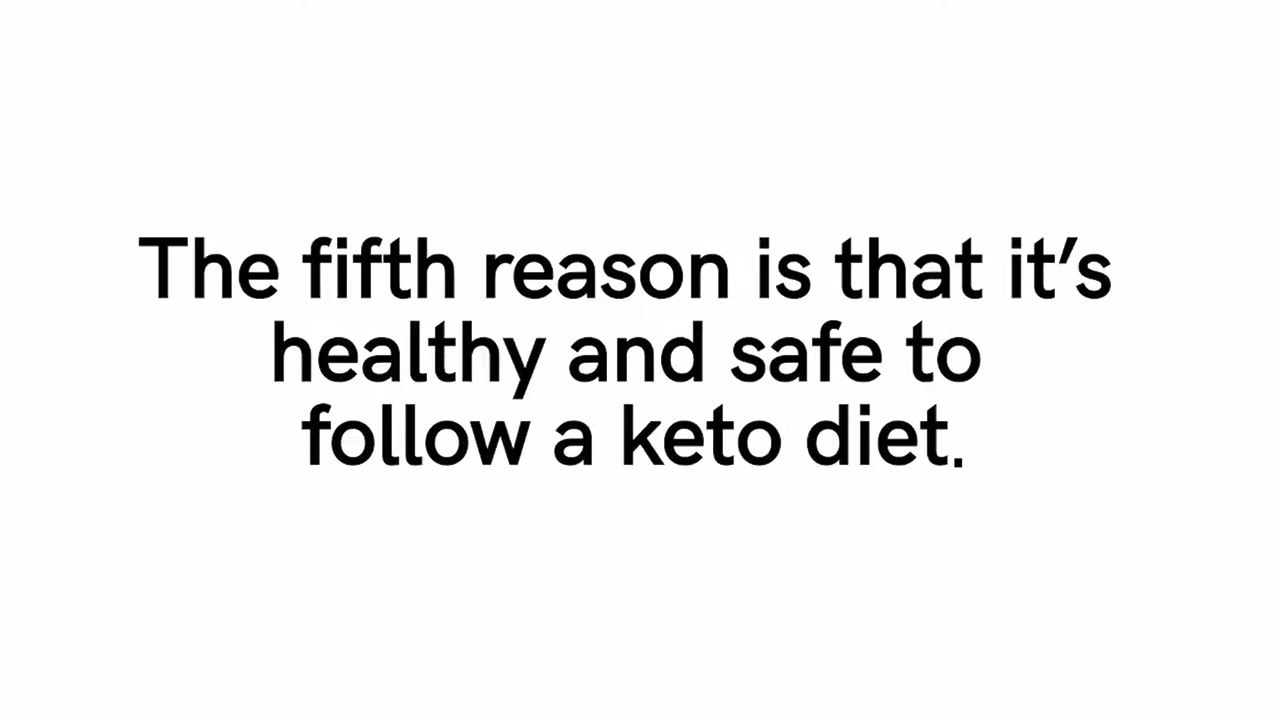 The fifth reason is that it’s
healthy and safe to
follow a keto diet.